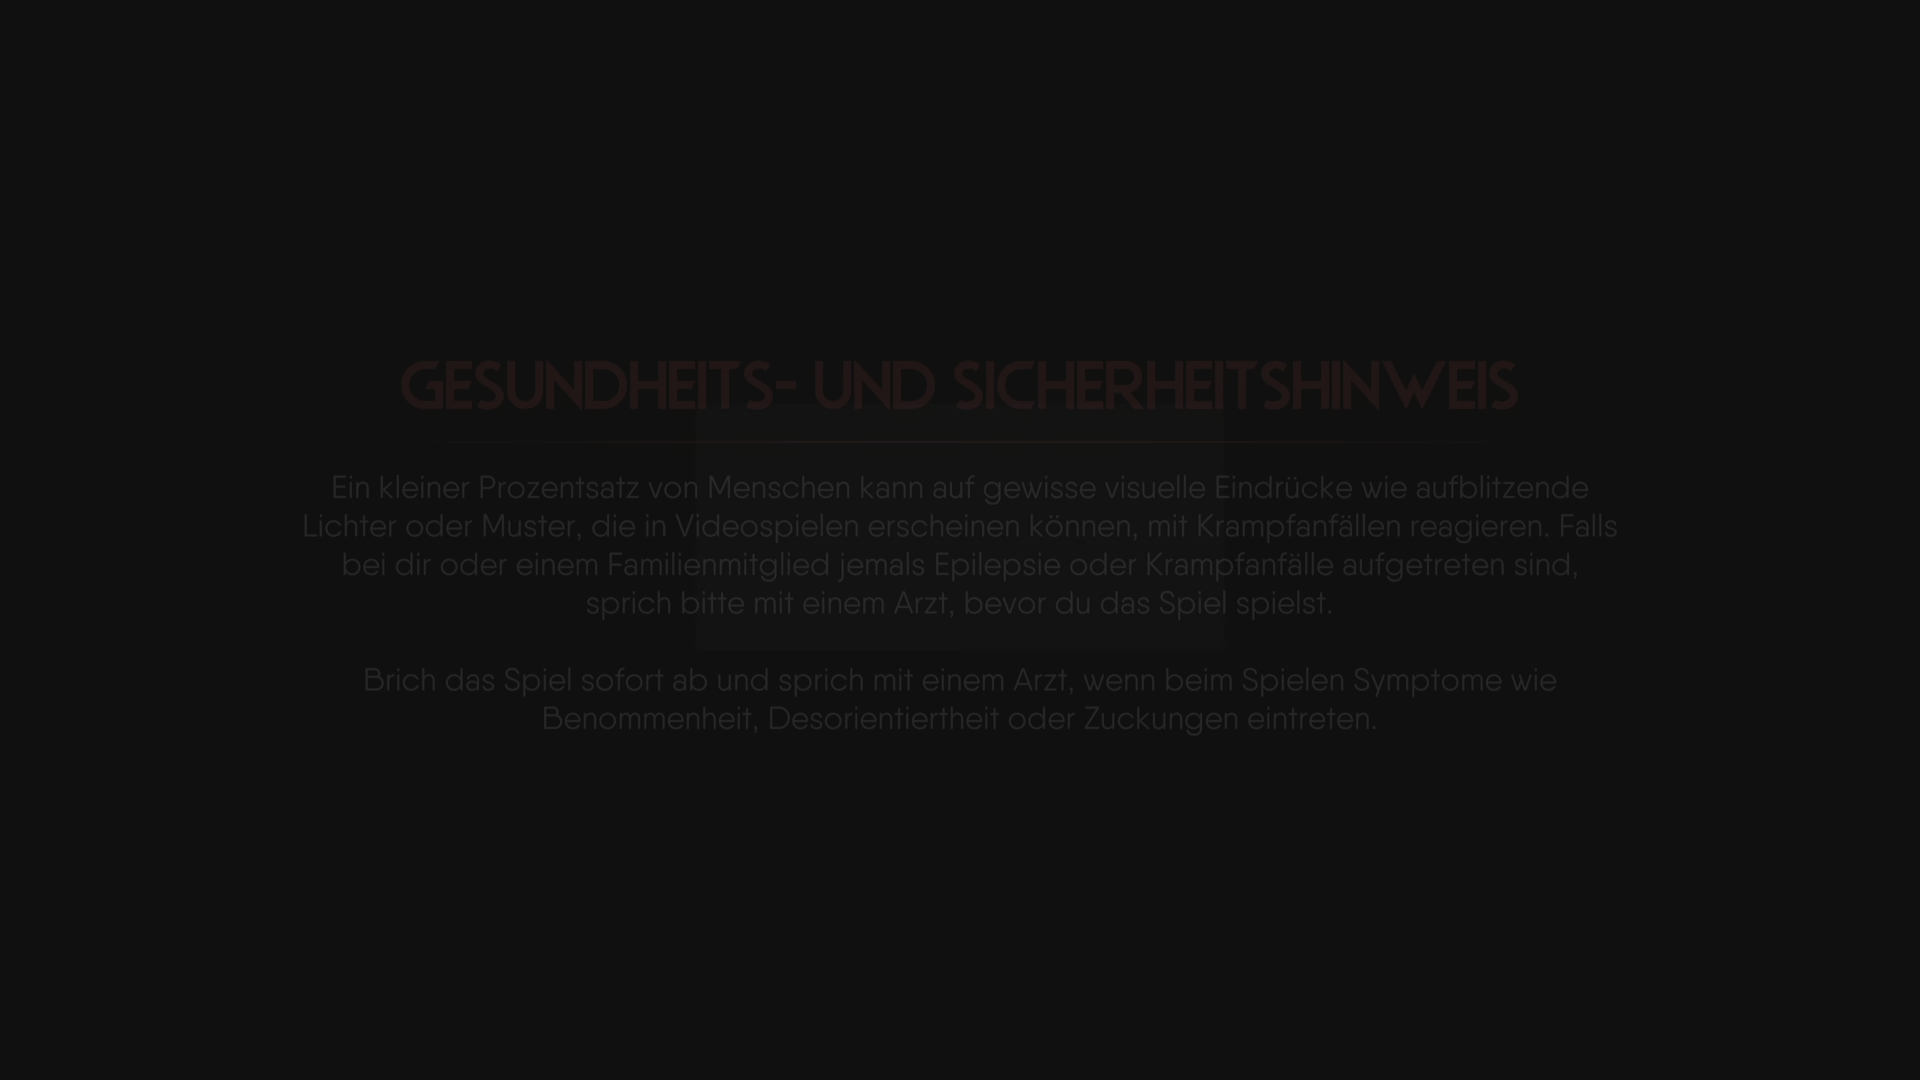 GESUNDHEITS- UND SICHERHEITSHINWEIS
Ein kleiner Prozentsatz von Menschen kann auf gewisse visuelle Eindrücke wie aufblitzende
Lichter oder Muster, die in Videospielen erscheinen können, mit Krampfanfällen reagieren. Falls
bei dir oder einem Familienmitglied jemals Epilepsie oder Krampfanfälle aufgetreten sind,
sprich bitte mit einem Arzt, bevor du das Spiel spielst.
Brich das Spiel sofort ab und sprich mit einem Arzt, wenn beim Spielen Symptome wie
Benommenheit, Desorientiertheit oder Zuckungen eintreten.